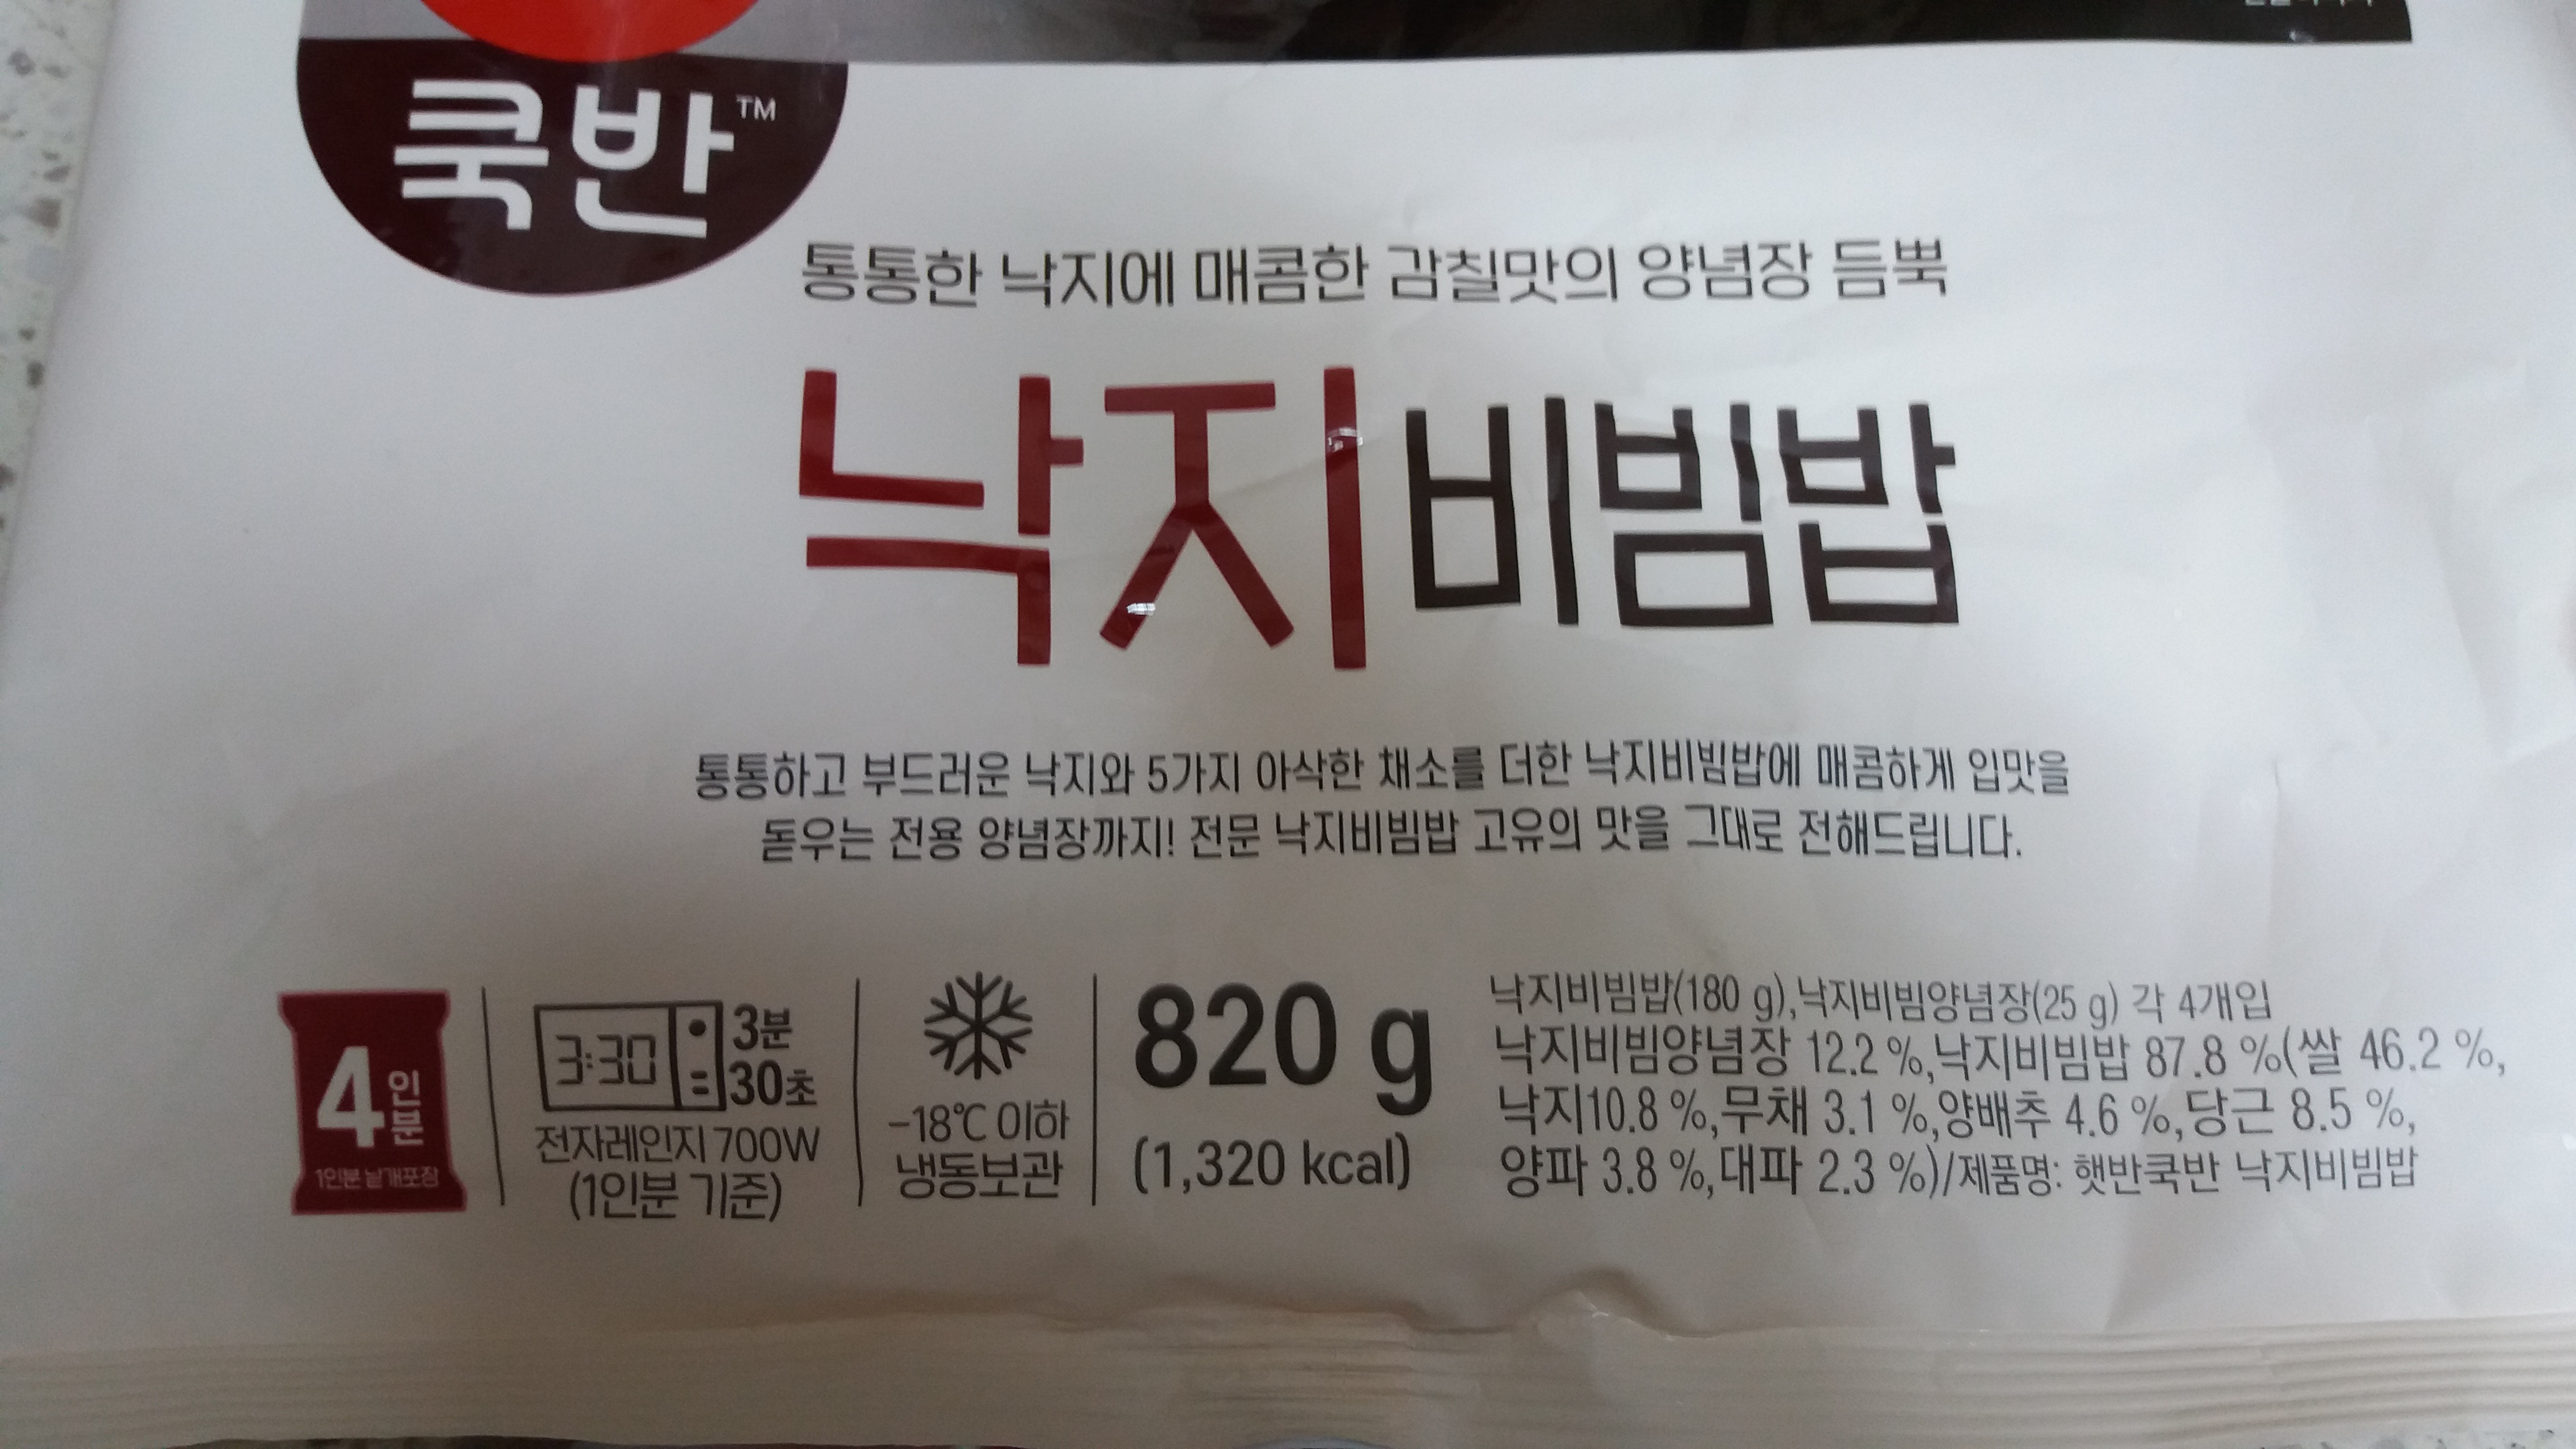 쿡반™
통통한 낙지에 매콤한 감칠맛의 양념장 듬뿍
낙지비빔밥
통통하고 부드러운 낙지와 5가지 아삭한 채소를 더한 낙지비빔밥에 매콤하게 입맛을
돋우는 전용 양념장까지! 전문 낙지비빔밥 고유의 맛을 그대로 전해드립니다.
4인분
1인분 낱개포장
3:30
3분
30초
전자레인지 700W
(1인분 기준)
-18℃ 이하
냉동보관
820 g
(1,320 kcal)
낙지비빔밥(180 g),낙지비빔양념장(25 g) 각 4개입
낙지비빔양념장 12.2 %,낙지비빔밥 87.8 %(쌀 46.2 %,
낙지10.8 %,무채 3.1 %,양배추 4.6 %,당근 8.5 %,
양파 3.8 %,대파 2.3 %)/제품명: 햇반쿡반 낙지비빔밥